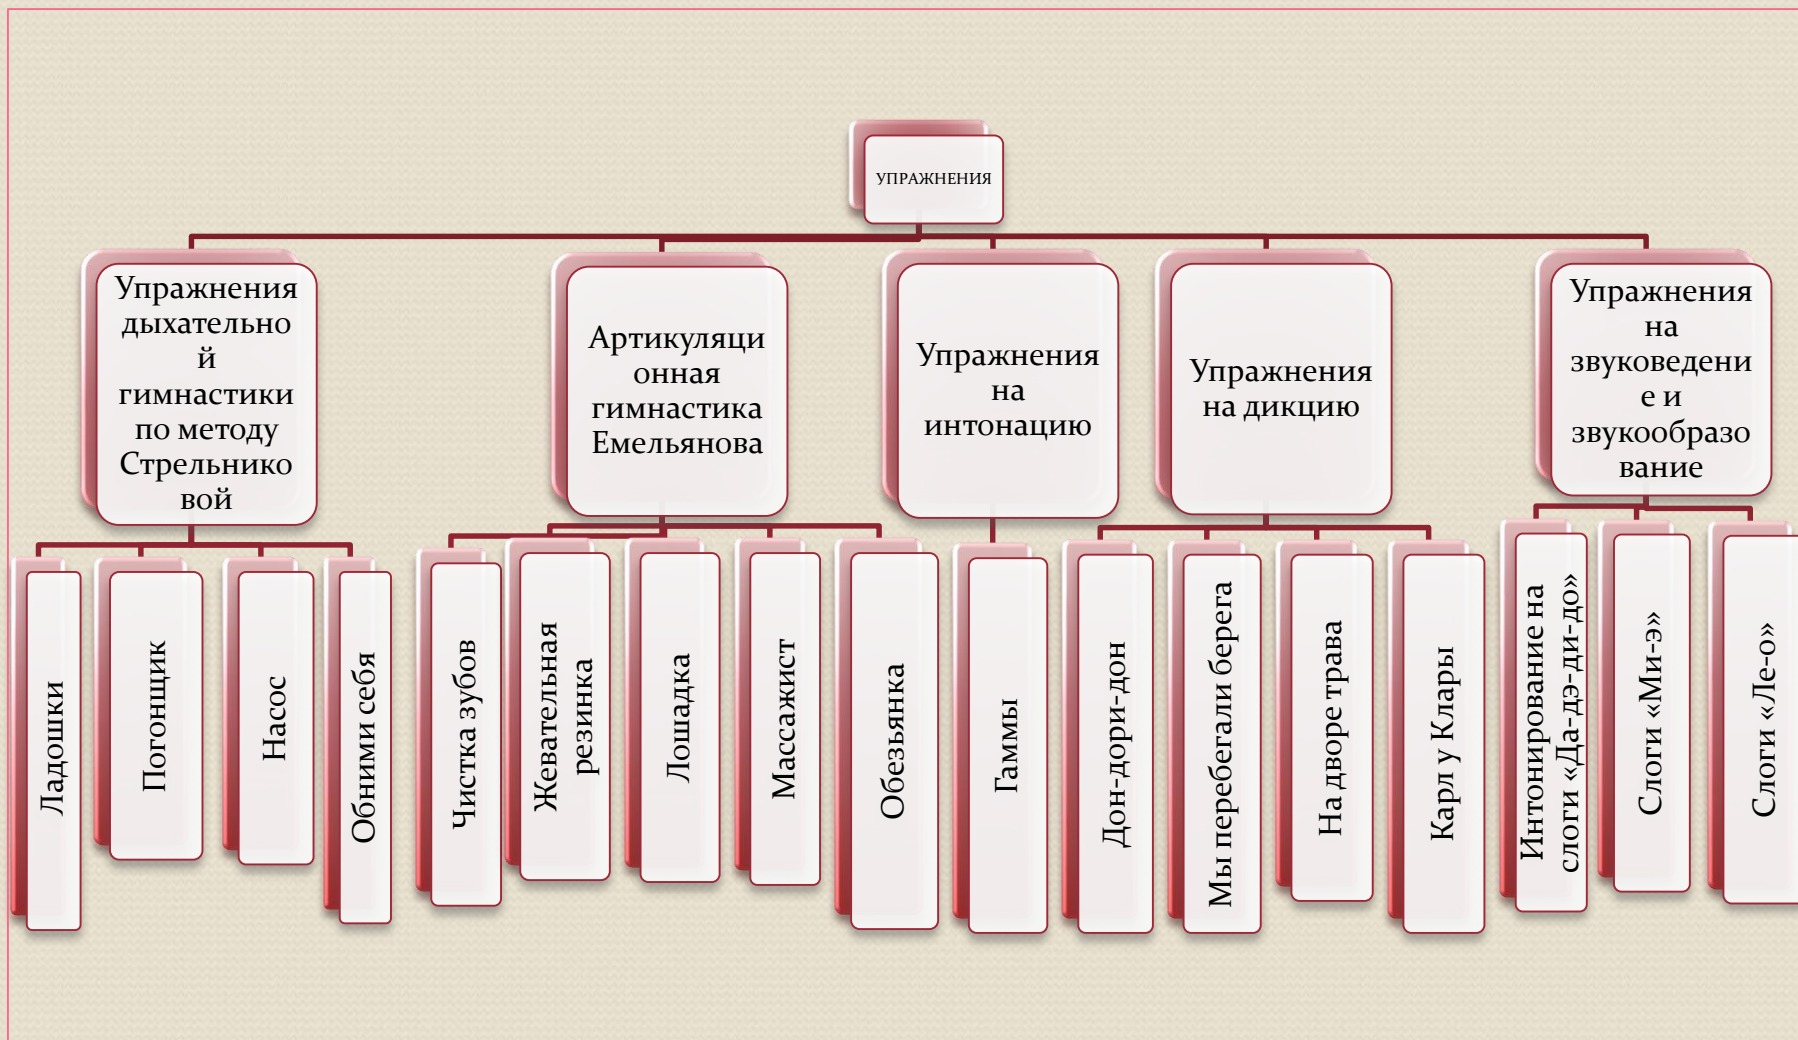 УПРАЖНЕНИЯ
Упражнения
дыхательно
й
гимнастики
по методу
Стрельнико
вой
Артикуляци
онная
гимнастика
Емельянова
Упражнения
на
интонацию
Упражнения
на дикцию
Упражнения
на
звуковедени
е и
звукообразо
вание
Ладошки
Погонщик
Насос
Обними себя
Чистка зубов
Жевательная
резинка
Лошадка
Массажист
Обезьянка
Гаммы
Дон-дори-дон
Мы перебегали берега
На дворе трава
Карл у Клары
Интонирование на
слоги «Да-дэ-ди-до»
Слоги «Ми-э»
Слоги «Ле-о»